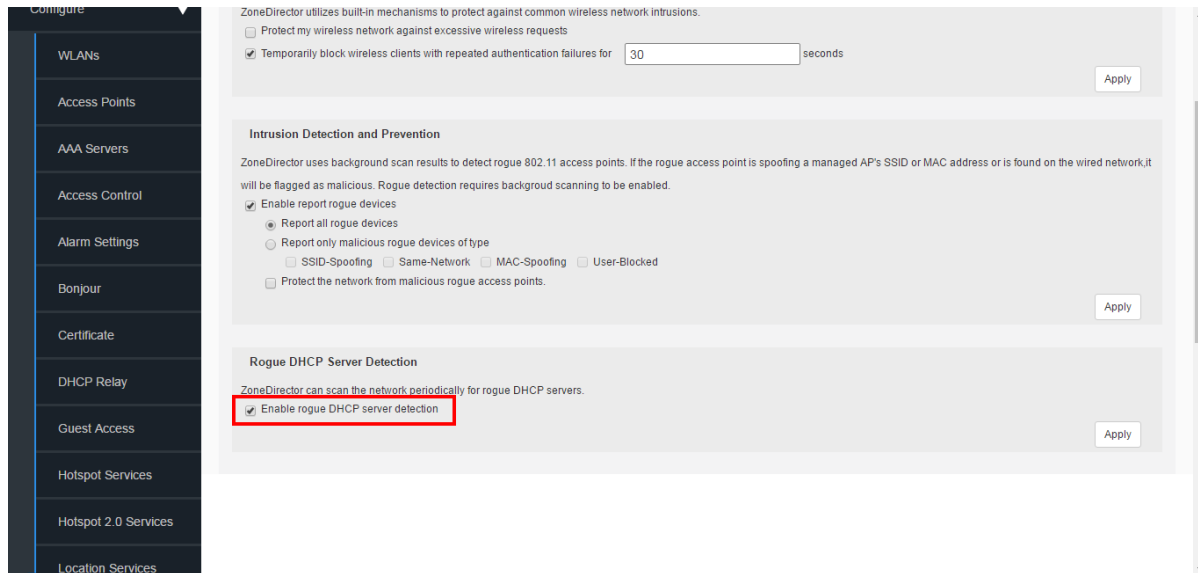 Configure
WLANs
Access Points
AAA Servers
Access Control
Alarm Settings
Bonjour
Certificate
DHCP Relay
Guest Access
Hotspot Services
Hotspot 2.0 Services
Location Services
ZoneDirector utilizes built-in mechanisms to protect against common wireless network intrusions.
Protect my wireless network against excessive wireless requests
Temporarily block wireless clients with repeated authentication failures for 30 seconds
Apply
Intrusion Detection and Prevention
ZoneDirector uses background scan results to detect rogue 802.11 access points. If the rogue access point is spoofing a managed AP's SSID or MAC address or is found on the wired network,it
will be flagged as malicious. Rogue detection requires backgroud scanning to be enabled.
Enable report rogue devices
Report all rogue devices
Report only malicious rogue devices of type
SSID-Spoofing Same-Network MAC-Spoofing User-Blocked
Protect the network from malicious rogue access points.
Apply
Rogue DHCP Server Detection
ZoneDirector can scan the network periodically for rogue DHCP servers.
Enable rogue DHCP server detection
Apply